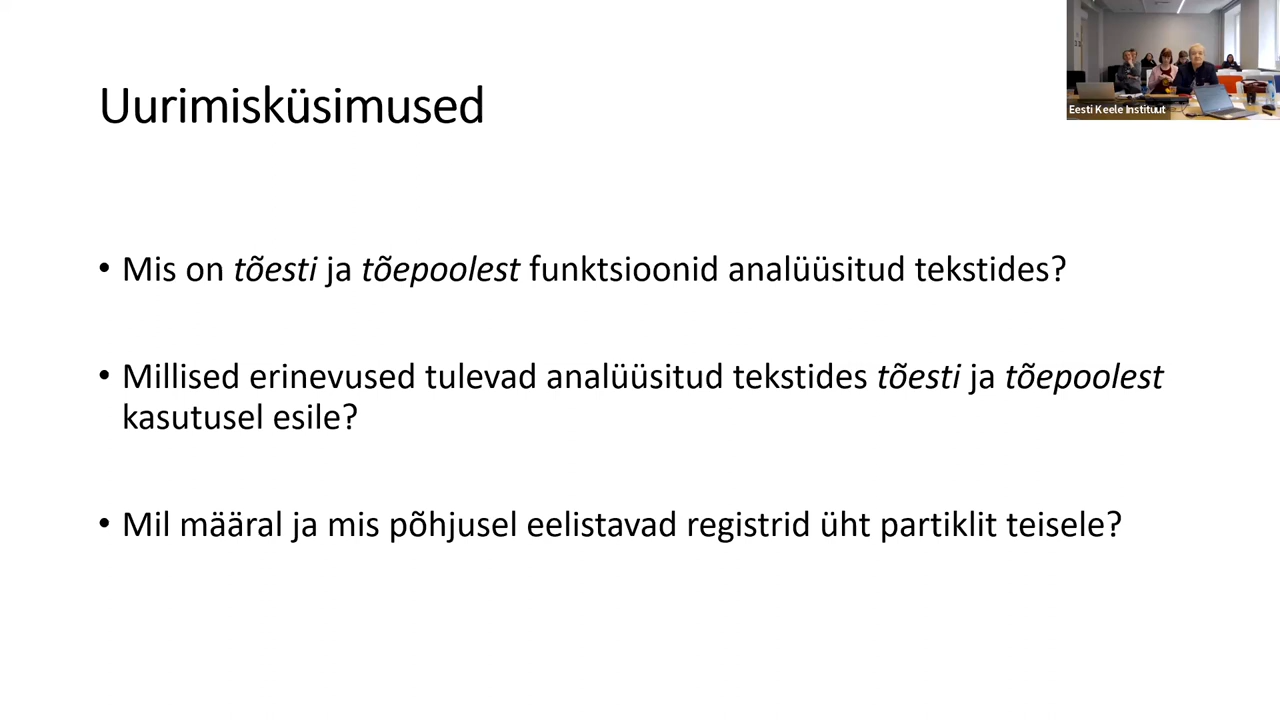 Uurimisküsimused
Eesti Keele Instituut
• Mis on tõesti ja tõepoolest funktsioonid analüüsitud tekstides?
• Millised erinevused tulevad analüüsitud tekstides tõesti ja tõepoolest
kasutusel esile?
• Mil määral ja mis põhjusel eelistavad registrid üht partiklit teisele?